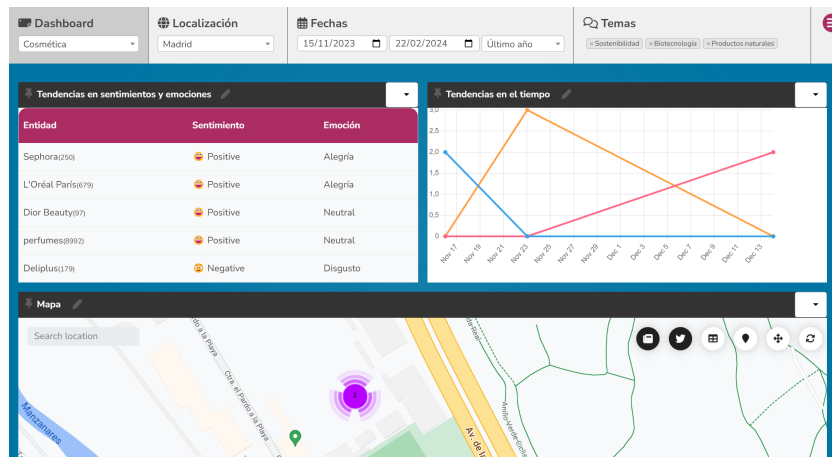 Dashboard
Cosmética
Localización
Madrid
Fechas
15/11/2023
22/02/2024
Último año
Temas
× Sostenibilidad
× Biotecnología
× Productos naturales
Tendencias en sentimientos y emociones
Entidad Sentimiento Emoción
Sephora(250) Positive Alegría
L'Oréal París(679) Positive Alegría
Dior Beauty(97) Positive Neutral
perfumes(8992) Positive Neutral
Deliplus(179) Negative Disgusto
Tendencias en el tiempo
3,0
2,5
2,0
1,5
1,0
0,5
0
Nov 17 Nov 19 Nov 21 Nov 23 Nov 25 Nov 27 Nov 29 Dec 1 Dec 3 Dec 5 Dec 7 Dec 9 Dec 11 Dec 13
Mapa
Search location
Ctra. el Pardo a la Playa
Manzanares
3
Av. de la